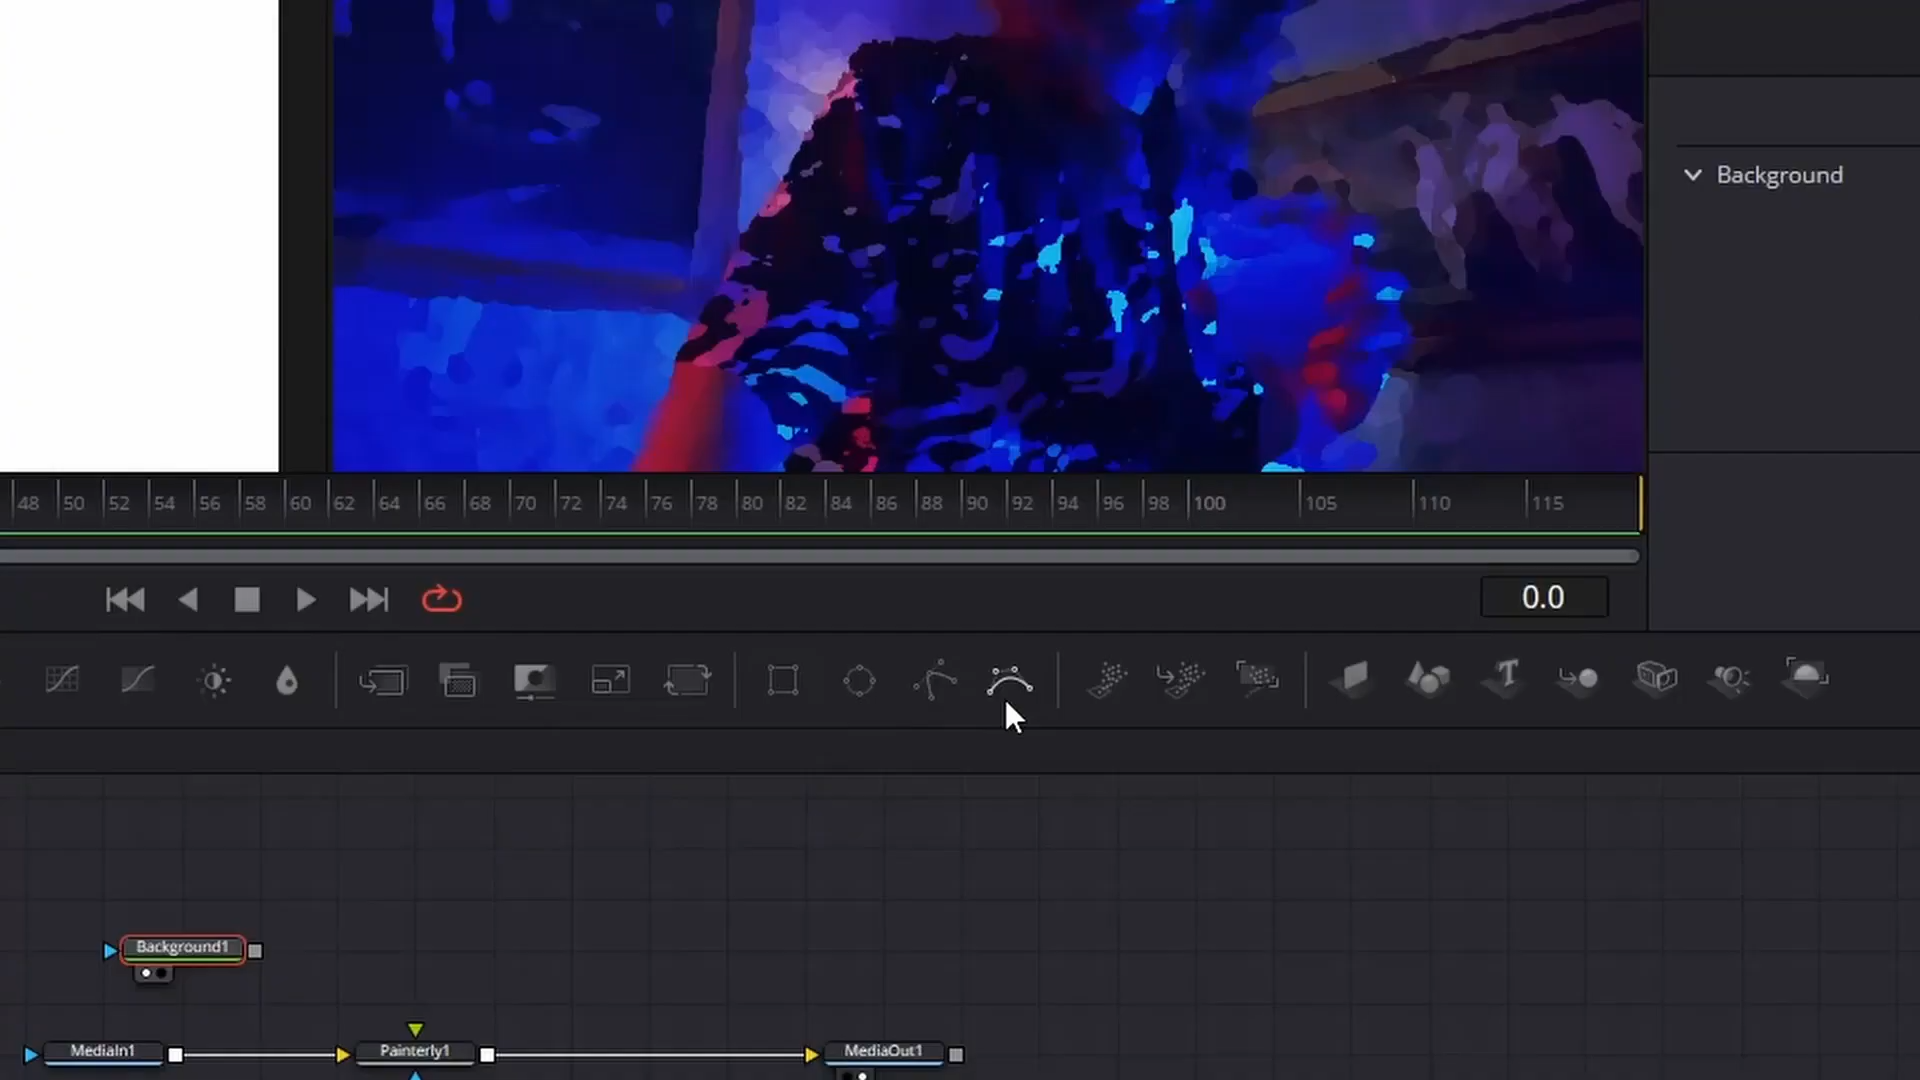 Background
48 50 52 54 56 58 60 62 64 66 68 70 72 74 76 78 80 82 84 86 88 90 92 94 96 98 100 105 110 115
0.0
T
Background1
MediaIn1 Painterly1 MediaOut1